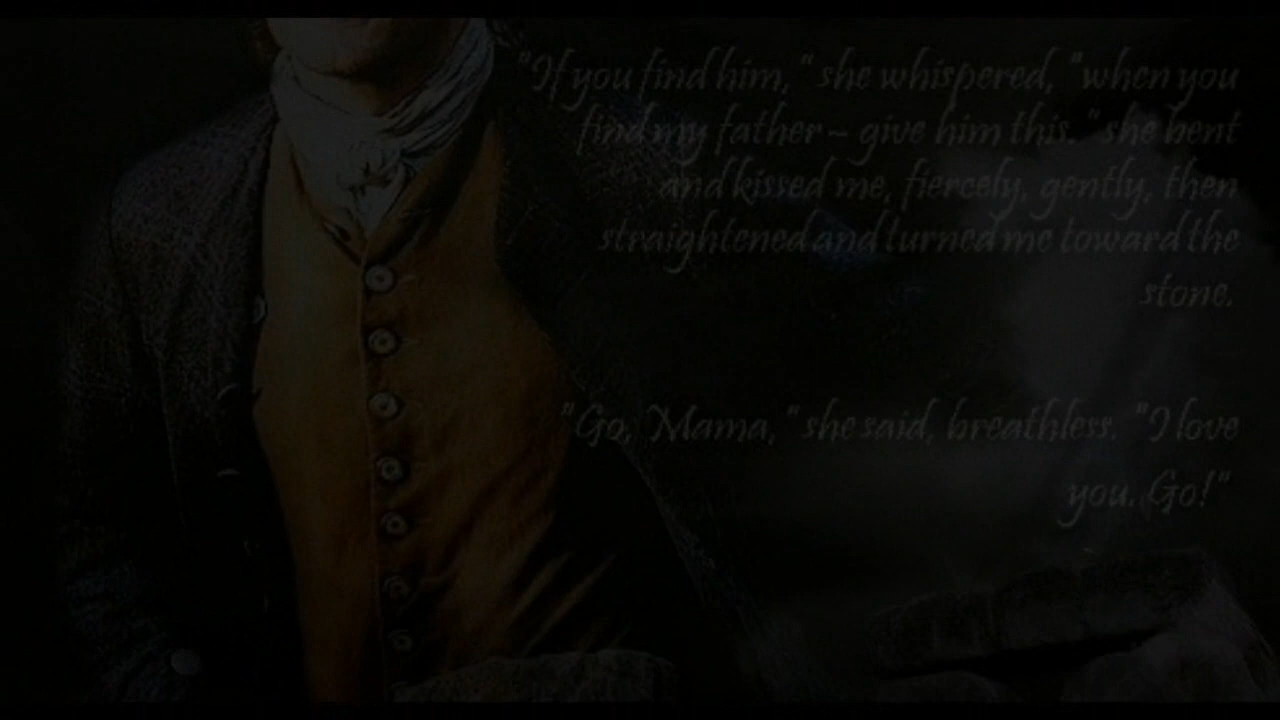 "If you find him," she whispered, "when you
find my father – give him this." she bent
and kissed me, fiercely, gently, then
straightened and turned me toward the
stone.
"Go, Mama," she said, breathless. "I love
you. Go!"